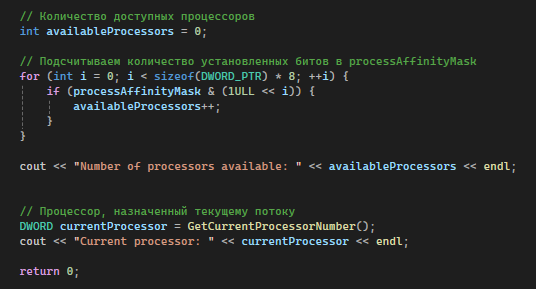 // Количество доступных процессоров
int availableProcessors = 0;
// Подсчитываем количество установленных битов в processAffinityMask
for (int i = 0; i < sizeof(DWORD_PTR) * 8; ++i) {
if (processAffinityMask & (1ULL << i)) {
availableProcessors++;
}
}
cout << "Number of processors available: " << availableProcessors << endl;
// Процессор, назначенный текущему потоку
DWORD currentProcessor = GetCurrentProcessorNumber();
cout << "Current processor: " << currentProcessor << endl;
return 0;